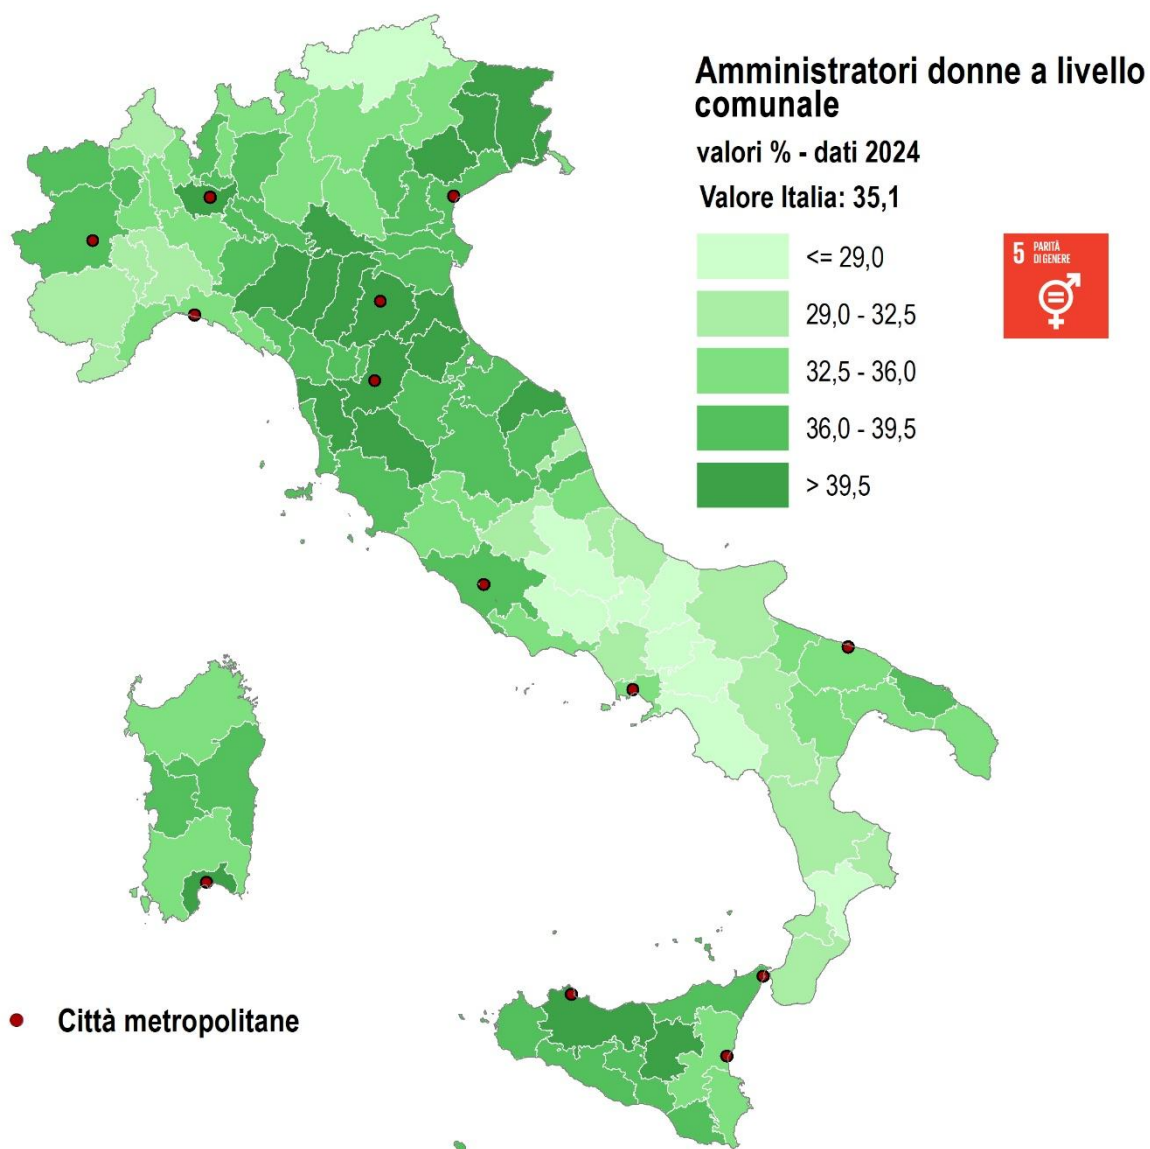 Amministratori donne a livello
comunale
valori % - dati 2024
Valore Italia: 35,1
<= 29,0
29,0 - 32,5
32,5 - 36,0
36,0 - 39,5
> 39,5
5 PARITÀ
DI GENERE
Città metropolitane